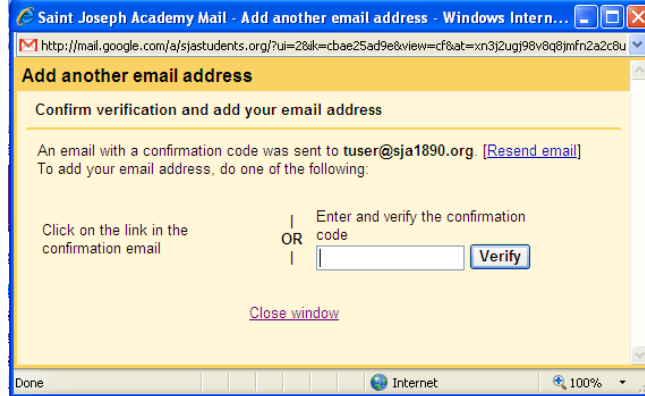 Saint Joseph Academy Mail - Add another email address - Windows Intern...
http://mail.google.com/a/sjastudents.org/?ui=2&ik=cbae25ad9e&view=cf&at=xn3j2ugj98v8q8jmfn2a2c8u
Add another email address
Confirm verification and add your email address
An email with a confirmation code was sent to tuser@sja1890.org. [Resend email]
To add your email address, do one of the following:
Click on the link in the
confirmation email
|
OR
|
Enter and verify the confirmation
code
Verify
Close window
Done
Internet
100%